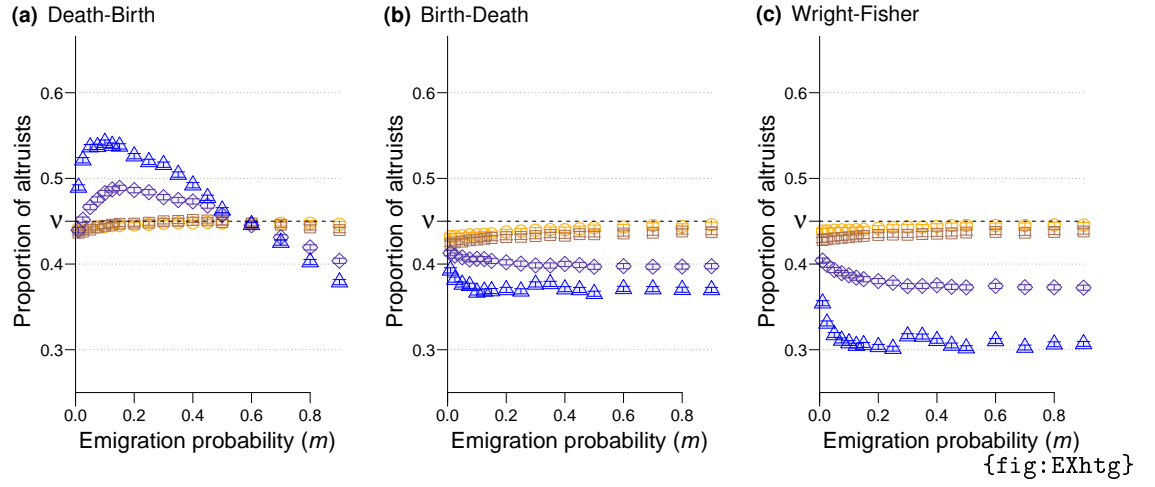 (a) Death-Birth
Proportion of altruists
0.6
0.5
ν
0.4
0.3
0.0 0.2 0.4 0.6 0.8
Emigration probability (m)
(b) Birth-Death
Proportion of altruists
0.6
0.5
ν
0.4
0.3
0.0 0.2 0.4 0.6 0.8
Emigration probability (m)
(c) Wright-Fisher
Proportion of altruists
0.6
0.5
ν
0.4
0.3
0.0 0.2 0.4 0.6 0.8
Emigration probability (m)
{fig:EXhtg}